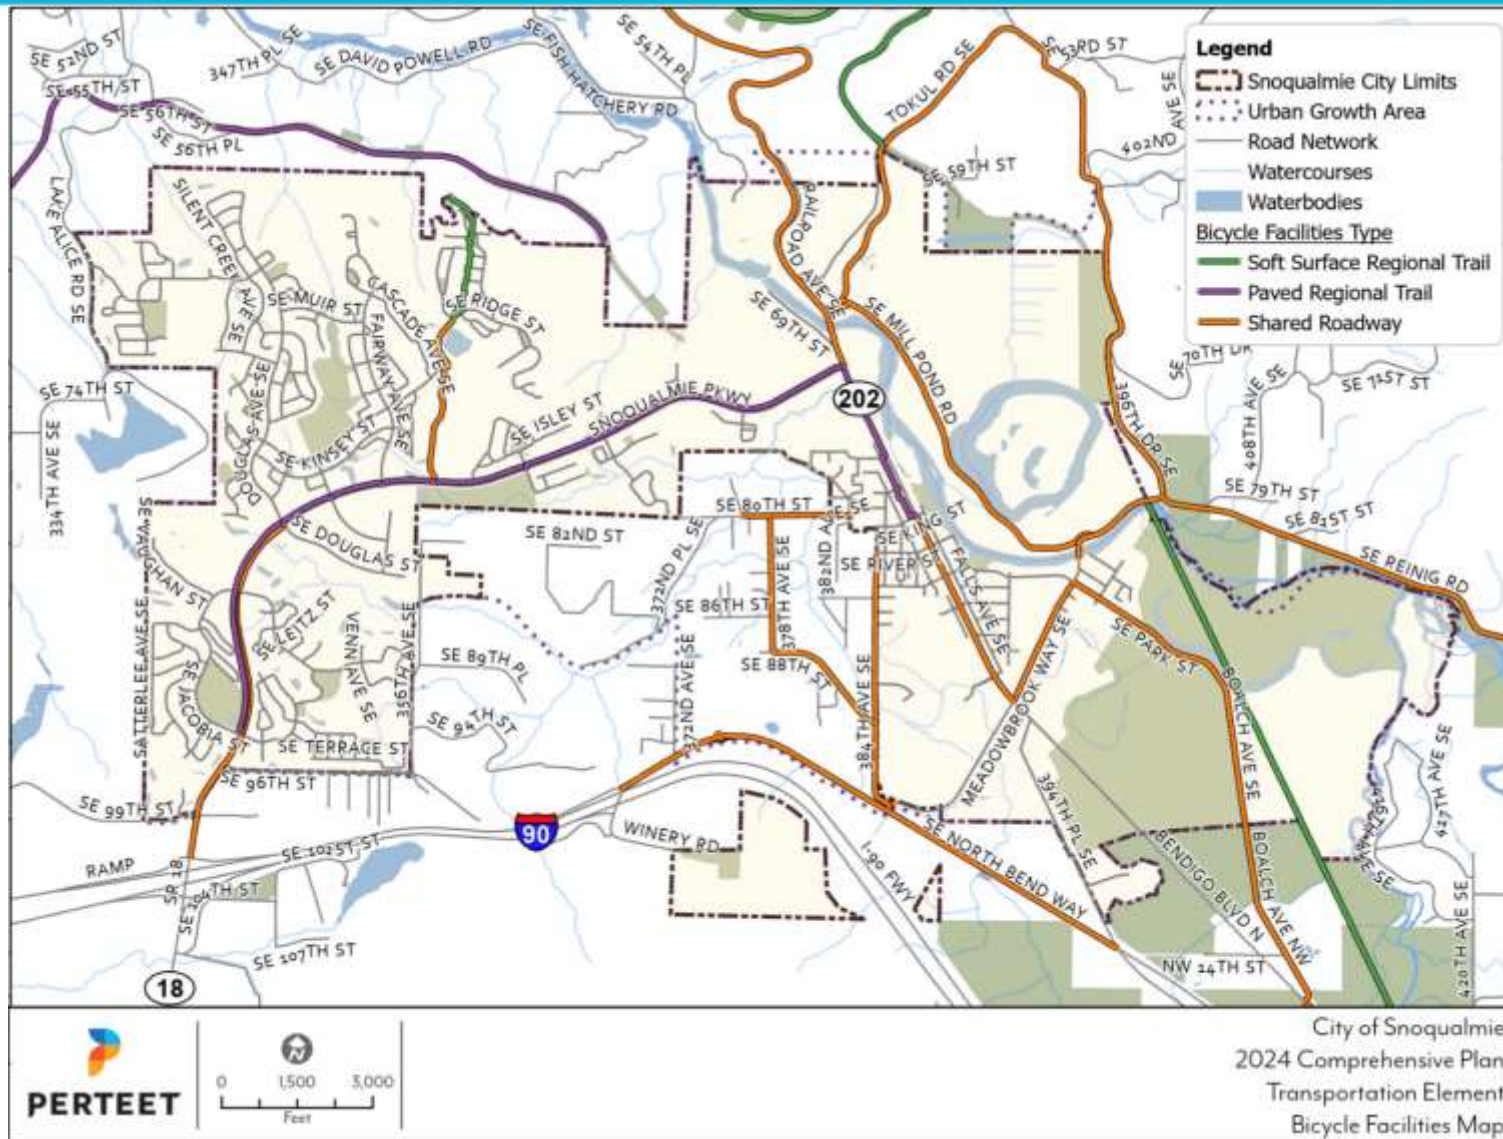 SE 52ND ST
SE 55TH ST
SE 56TH ST
SE 56TH PL
347TH PL SE
SE DAVID POWELL RD
SE FISH HATCHERY RD
SE 54TH PL
TOKUL RD SE
SE 53RD ST
402ND AVE SE
SE 59TH ST
Legend
Snoqualmie City Limits
Urban Growth Area
Road Network
Watercourses
Waterbodies
Bicycle Facilities Type
Soft Surface Regional Trail
Paved Regional Trail
Shared Roadway
LAKE ALICE RD SE
SILENT CREEK AVE SE
SE MUIR ST
CASCADE AVE SE
FAIRWAY AVE SE
SE RIDGE ST
RAILROAD AVE SE
SE 69TH ST
SE MILL POND RD
SE 70TH DR
SE 72ST ST
408TH AVE SE
396TH DR SE
SE 74TH ST
334TH AVE SE
DOUGLAS AVE SE
SE KINSEY ST
SE ISLEY ST
SNOQUALMIE PKWY
202
SE 79TH ST
SE 82ST ST
SE REINIG RD
SE VAUGHAN ST
SE DOUGLAS ST
SE 82ND ST
372ND PL SE
SE 80TH ST
382ND A
SE KING ST
SE RIVER S
FALLS AVE SE
SE 86TH ST
378TH AVE SE
SE 88TH ST
384TH AVE SE
SE LEITZ ST
VENN AVE SE
356TH AVE SE
SE 89TH PL
SE 94TH ST
372ND AVE SE
SATTERLEE AVE SE
SE JACOBIA ST
SE TERRACE ST
SE 96TH ST
SE 99TH ST
MEADOWBROOK WAY SE
SE PARK ST
BOALCH AVE SE
427TH AVE SE
90
WINERY RD
SE NORTH BEND WAY
I-90 FWY
394TH PL SE
BENDIGO BLVD N
BOALCH AVE NW
NW 14TH ST
420TH AVE SE
RAMP
SE 102ST ST
SR 18
SE 104TH ST
SE 107TH ST
18
PERTEET
N
0 1,500 3,000
Feet
City of Snoqualmie
2024 Comprehensive Plan
Transportation Element
Bicycle Facilities Map